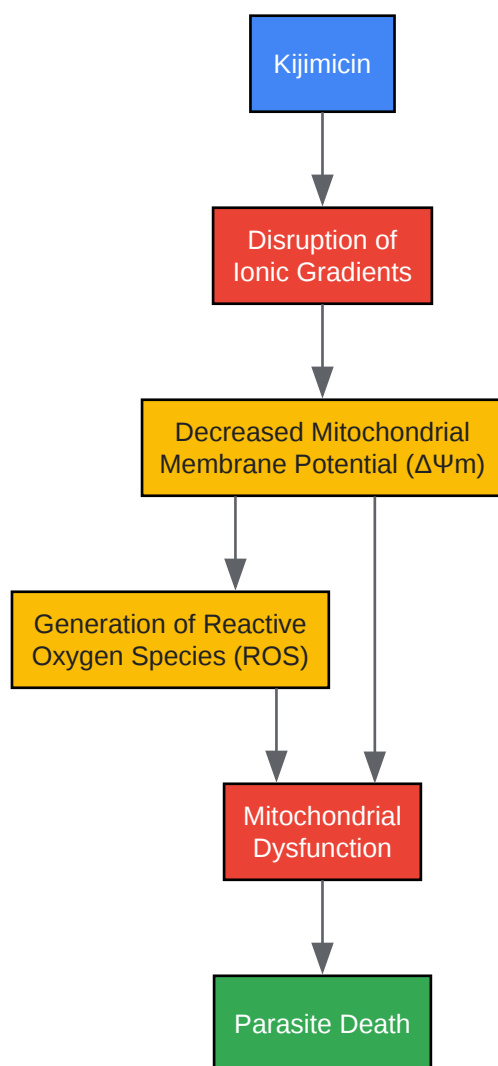 Kijimicin
Disruption of
Ionic Gradients
Decreased Mitochondrial
Membrane Potential (ΔΨm)
Generation of Reactive
Oxygen Species (ROS)
Mitochondrial
Dysfunction
Parasite Death